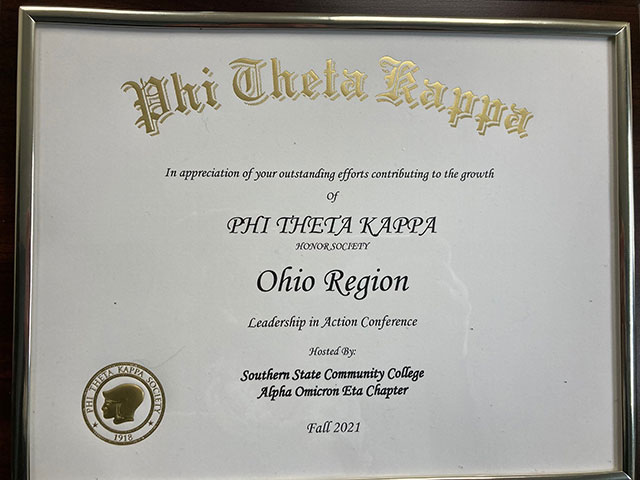 Phi Theta Kappa
In appreciation of your outstanding efforts contributing to the growth
Of
PHI THETA KAPPA
HONOR SOCIETY
Ohio Region
Leadership in Action Conference
Hosted By:
Southern State Community College
Alpha Omicron Eta Chapter
Fall 2021
PHI THETA KAPPA SOCIETY
1918